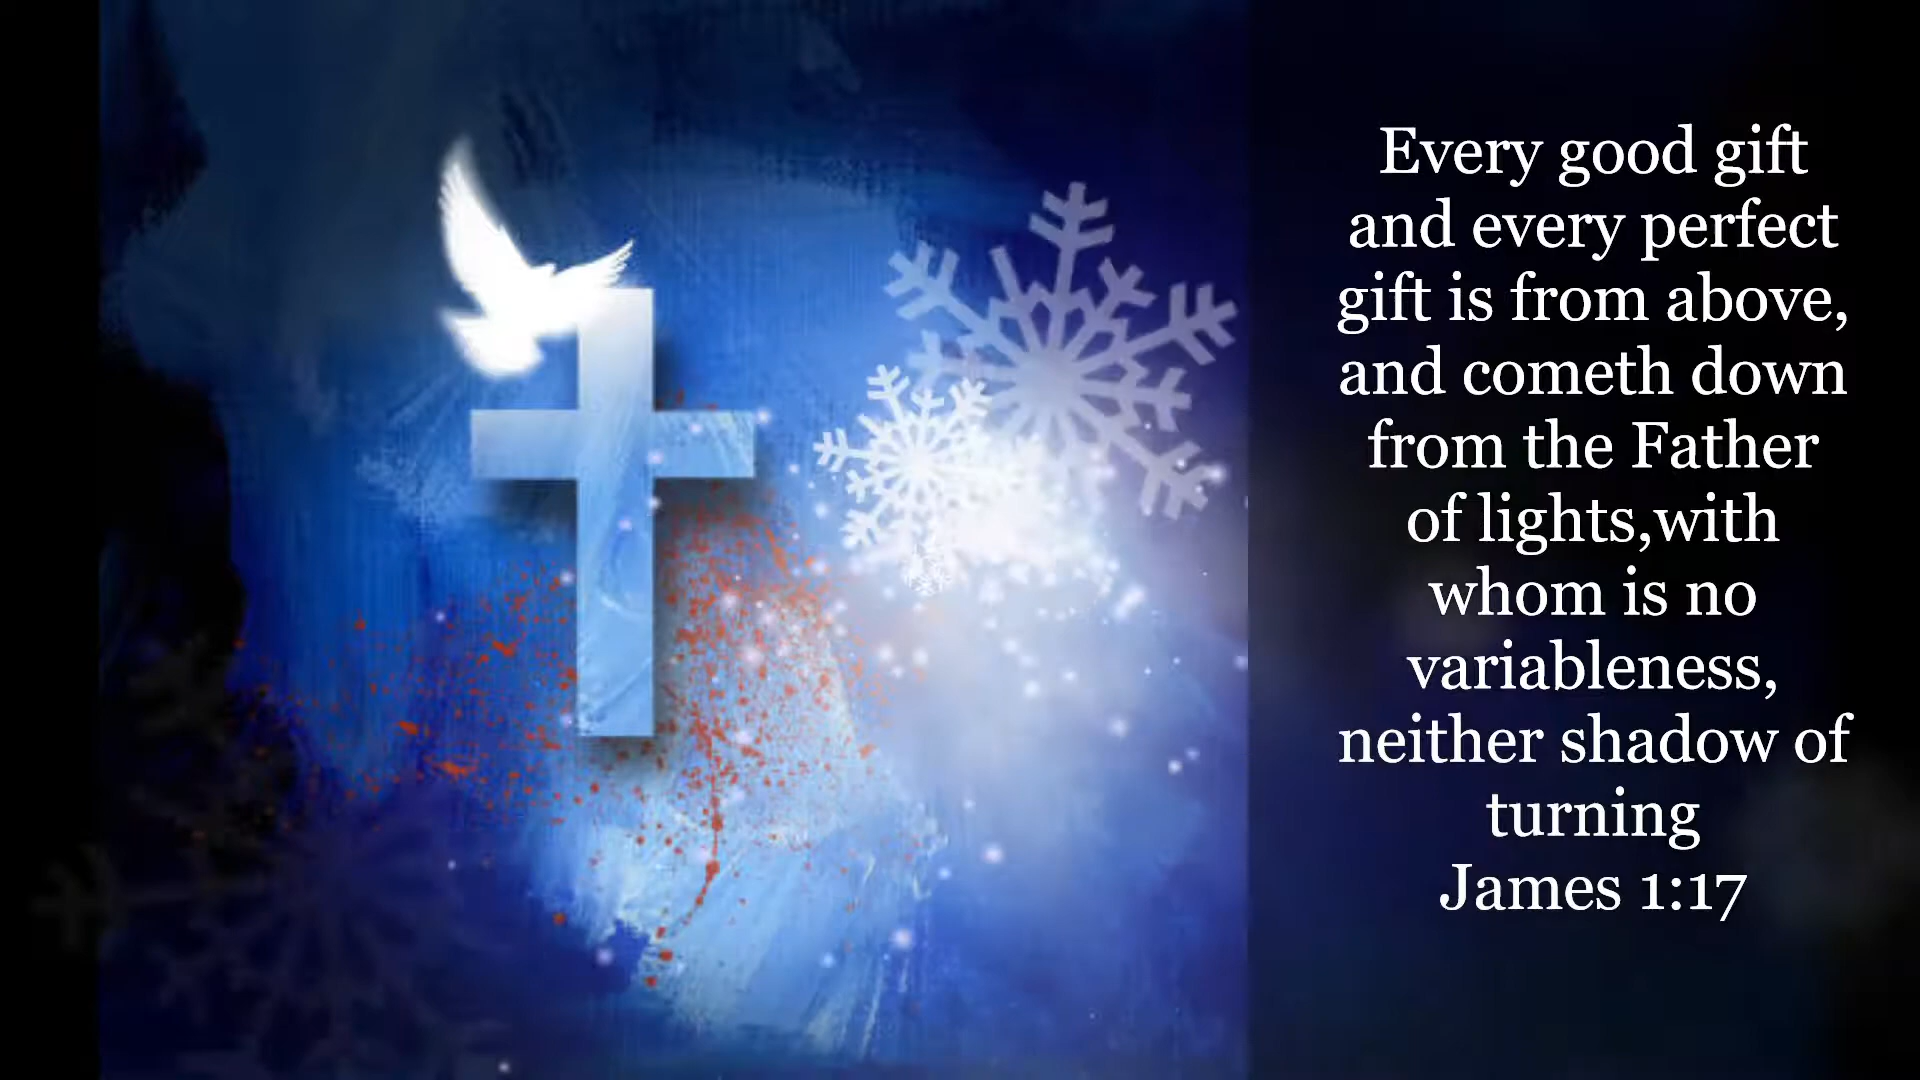 Every good gift
and every perfect
gift is from above,
and cometh down
from the Father
of lights,with
whom is no
variableness,
neither shadow of
turning
James 1:17